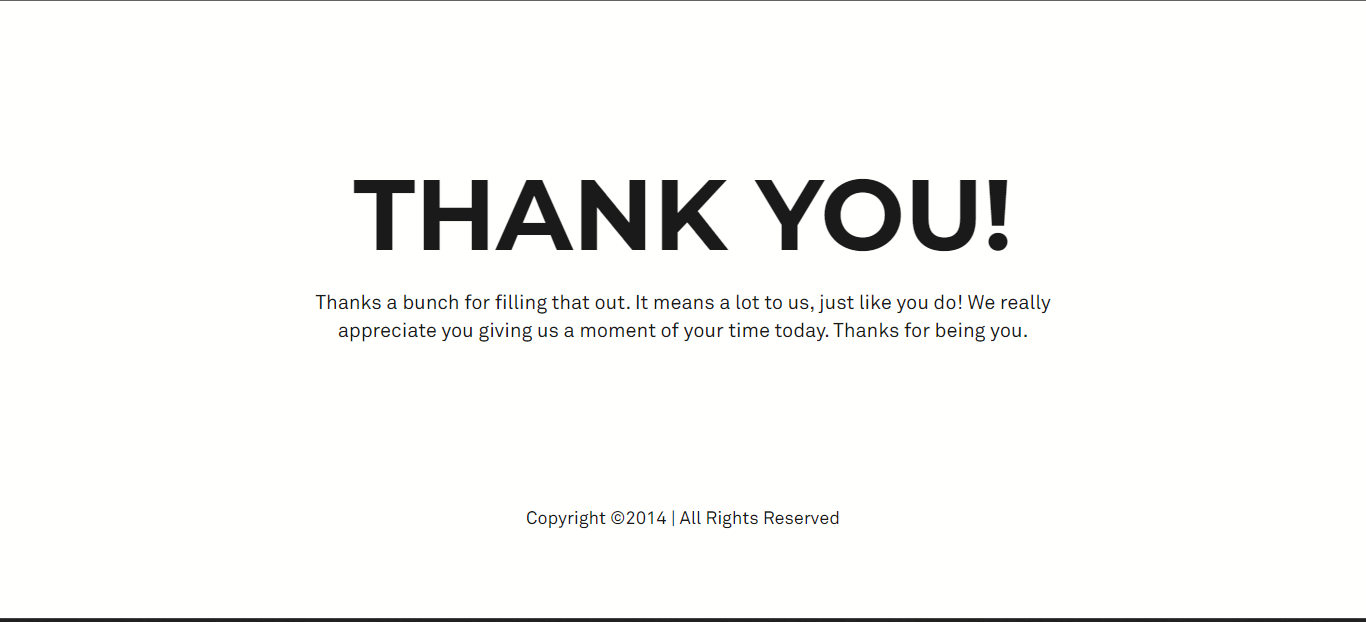 THANK YOU!
Thanks a bunch for filling that out. It means a lot to us, just like you do! We really
appreciate you giving us a moment of your time today. Thanks for being you.
Copyright ©2014 | All Rights Reserved